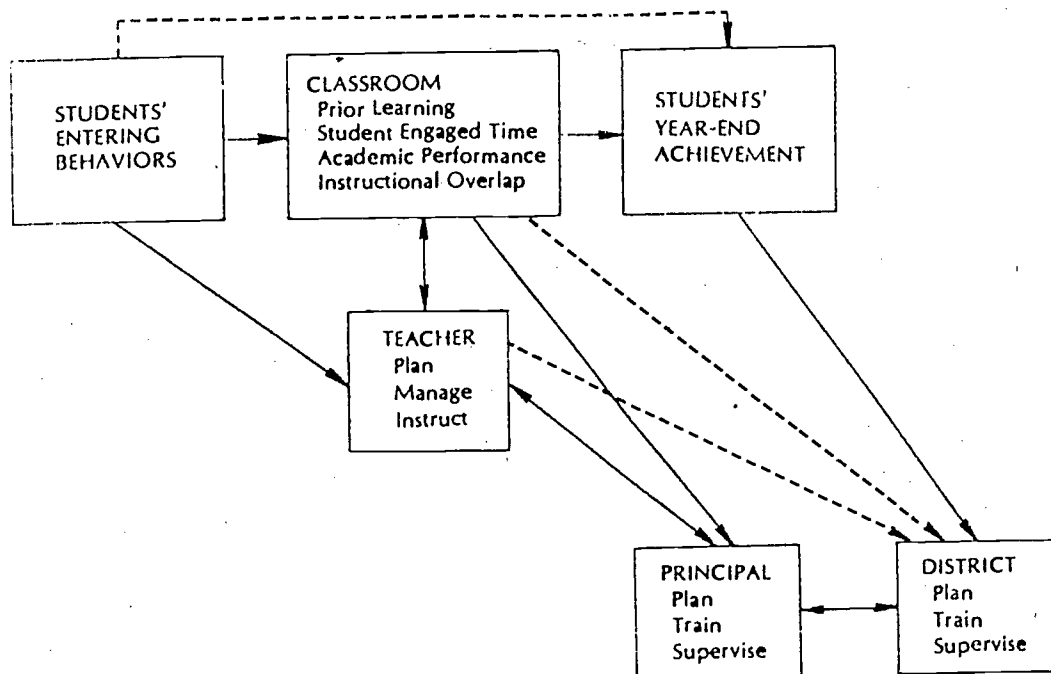 STUDENTS'
ENTERING
BEHAVIORS
CLASSROOM
Prior Learning
Student Engaged Time
Academic Performance
Instructional Overlap
STUDENTS'
YEAR-END
ACHIEVEMENT
TEACHER
Plan
Manage
Instruct
PRINCIPAL
Plan
Train
Supervise
DISTRICT
Plan
Train
Supervise